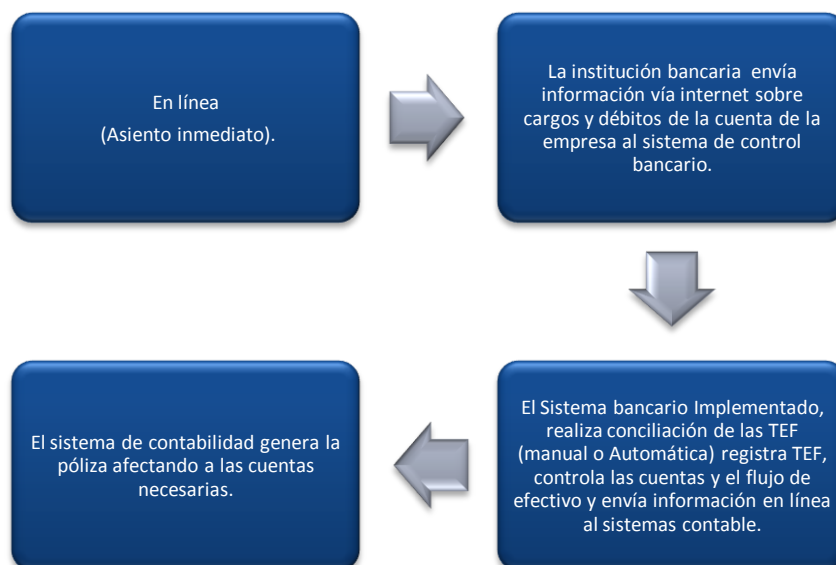 En línea
(Asiento inmediato).
La institución bancaria envía
información vía internet sobre
cargos y débitos de la cuenta de la
empresa al sistema de control
bancario.
El Sistema bancario Implementado,
realiza conciliación de las TEF
(manual o Automática) registra TEF,
controla las cuentas y el flujo de
efectivo y envía información en línea
al sistemas contable.
El sistema de contabilidad genera la
póliza afectando a las cuentas
necesarias.